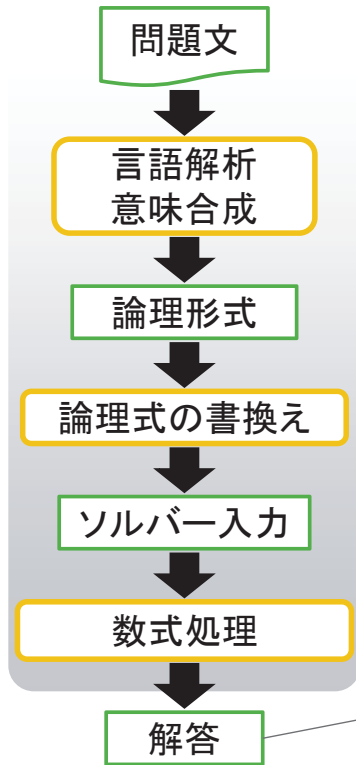 問題文
言語解析
意味合成
論理形式
論理式の書換え
ソルバー入力
数式処理
解答